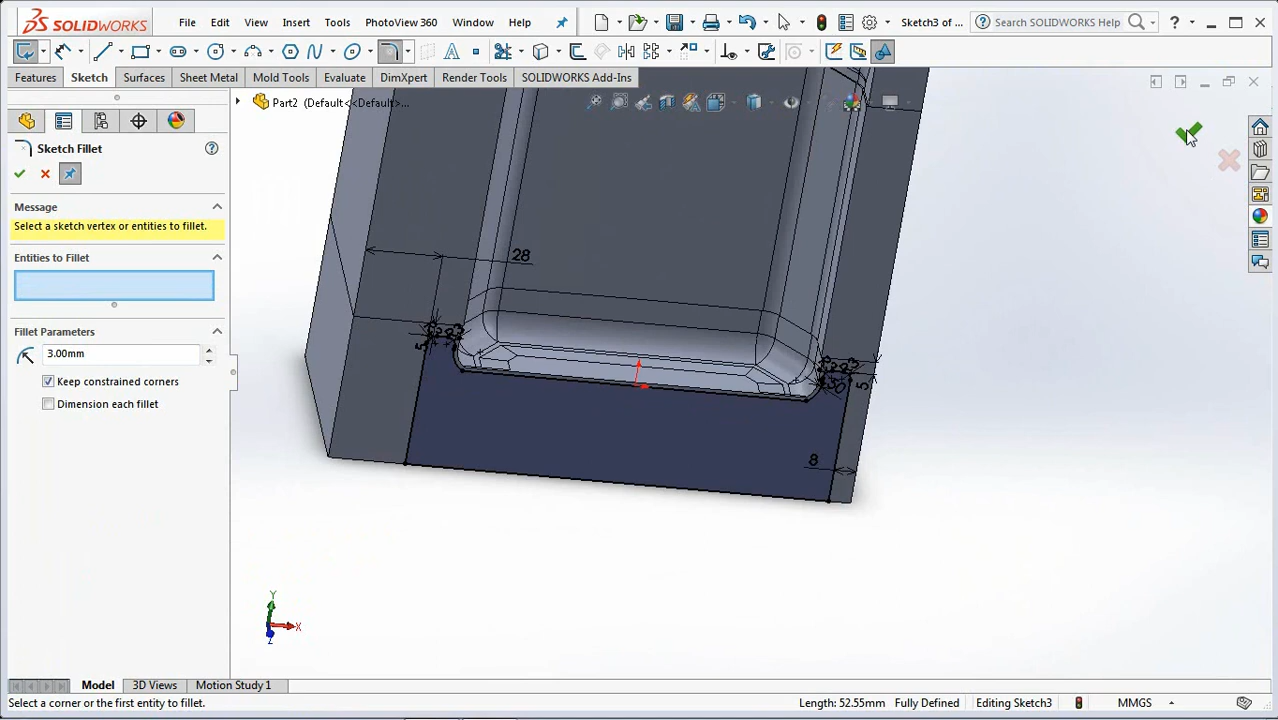 SOLIDWORKS
File Edit View Insert Tools PhotoView 360 Window Help
Sketch3 of ...
Search SOLIDWORKS Help
Features Sketch Surfaces Sheet Metal Mold Tools Evaluate DimXpert Render Tools SOLIDWORKS Add-Ins
Part2 (Default<<Default>...
Sketch Fillet
Message
Select a sketch vertex or entities to fillet.
Entities to Fillet
Fillet Parameters
3.00mm
Keep constrained corners
Dimension each fillet
28
5
5
8
Y
X
Z
Model 3D Views Motion Study 1
Select a corner or the first entity to fillet.
Length: 52.55mm Fully Defined Editing Sketch3 MMGS